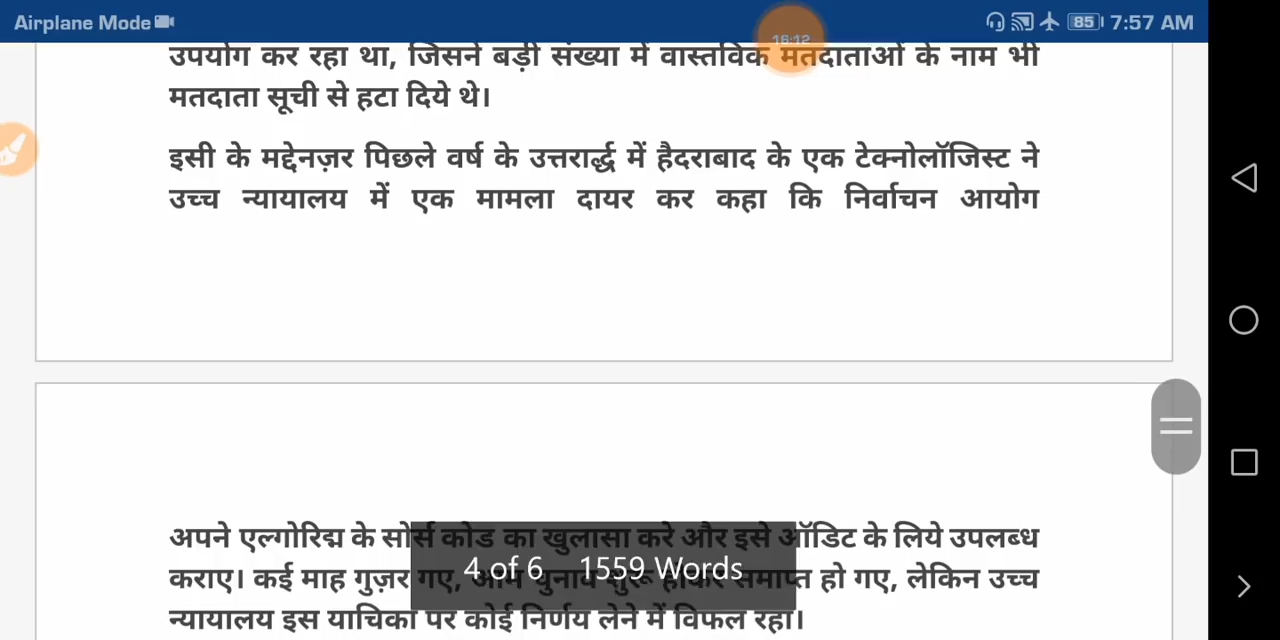 Airplane Mode
85 7:57 AM
16:12
उपयोग कर रहा था, जिसने बड़ी संख्या में वास्तविक मतदाताओं के नाम भी
मतदाता सूची से हटा दिये थे।
इसी के मद्देनज़र पिछले वर्ष के उत्तरार्द्ध में हैदराबाद के एक टेक्नोलॉजिस्ट ने
उच्च न्यायालय में एक मामला दायर कर कहा कि निर्वाचन आयोग
अपने एल्गोरिद्म के सोर्स कोड का खुलासा करे और इसे ऑडिट के लिये उपलब्ध
कराए। कई माह गुज़र गए, आम चुनाव शुरू होकर समाप्त हो गए, लेकिन उच्च
4 of 6 1559 Words
न्यायालय इस याचिका पर कोई निर्णय लेने में विफल रहा।